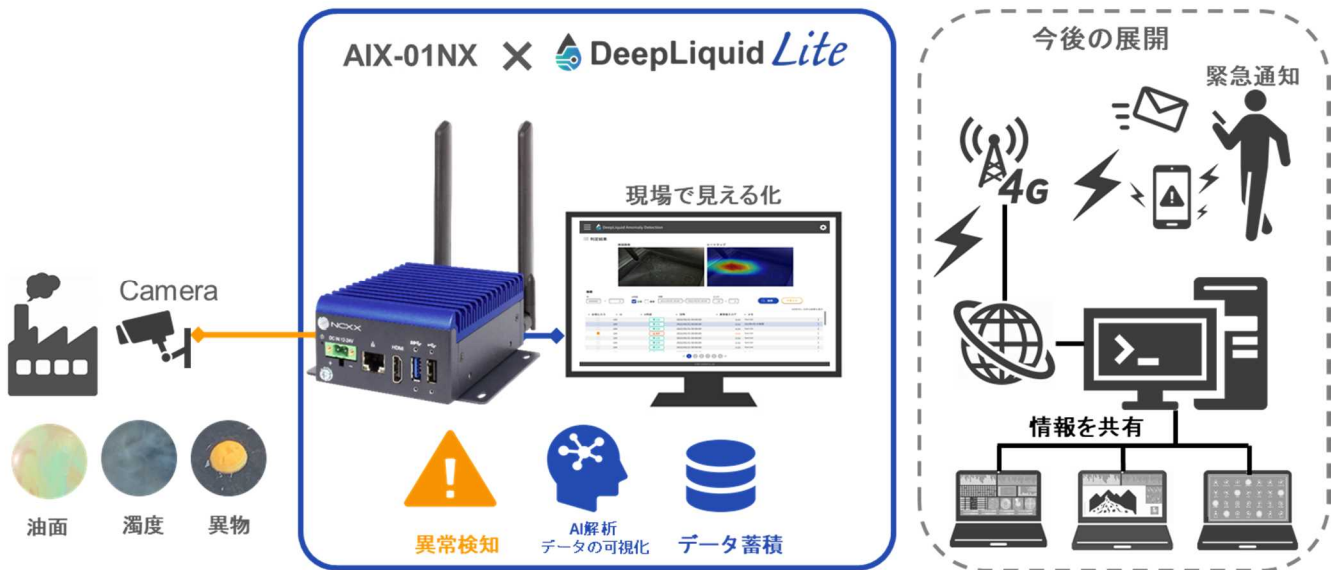 AIX-01NX × DeepLiquid Lite
今後の展開
緊急通知
4G
現場で見える化
DeepLiquid Anomaly Detection
Camera
NCXX
DC IN 12-24V
HDMI
>_
情報を共有
油面
濁度
異物
異常検知
AI解析
データの可視化
データ蓄積